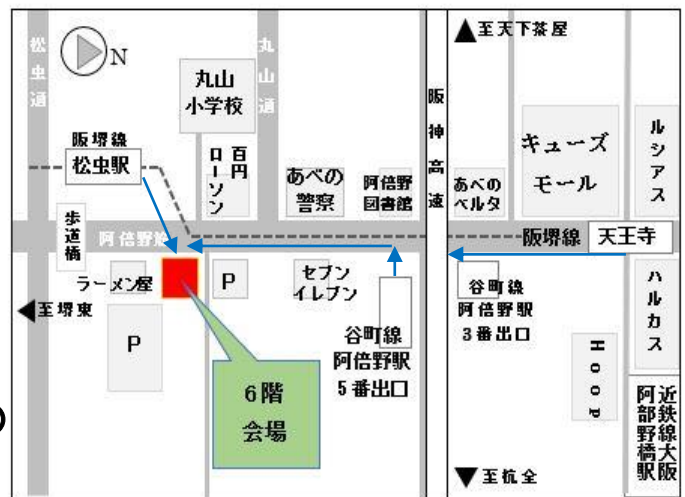 松虫通
N
丸山通
丸山
小学校
阪神高速
▲至天下茶屋
キューズ
モール
ルシアス
阪堺線
松虫駅
百円
ローソン
あべの
警察
阿倍野
図書館
あべの
ベルタ
歩道橋
阿倍野
阪堺線
天王寺
ラーメン屋
P
セブン
イレブン
谷町線
阿倍野駅
3番出口
ハルカス
◀至堺東
P
谷町線
阿倍野駅
5番出口
Hoop
6階
会場
近鉄線大阪
阿部野橋駅
▼至杭全